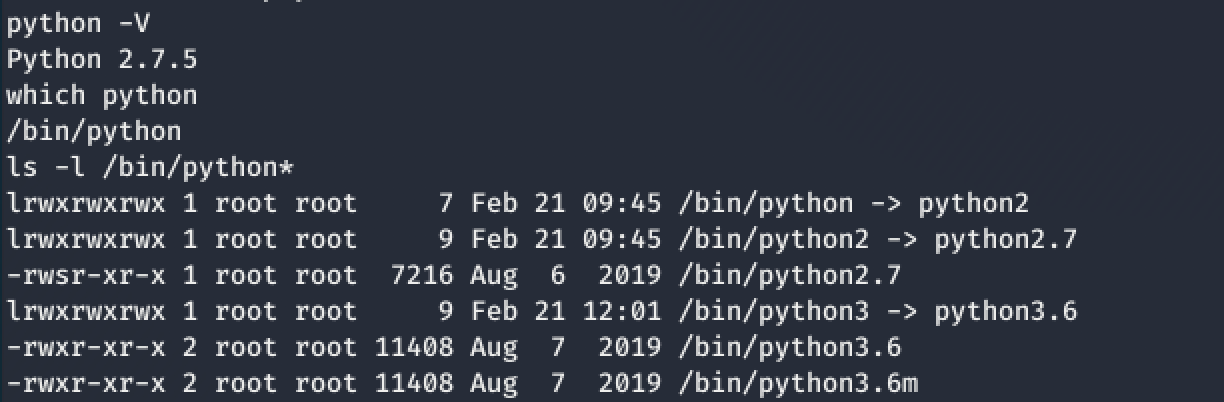 python -V
Python 2.7.5
which python
/bin/python
ls -l /bin/python*
lrwxrwxrwx 1 root root     7 Feb 21 09:45 /bin/python -> python2
lrwxrwxrwx 1 root root     9 Feb 21 09:45 /bin/python2 -> python2.7
-rwsr-xr-x 1 root root  7216 Aug  6  2019 /bin/python2.7
lrwxrwxrwx 1 root root     9 Feb 21 12:01 /bin/python3 -> python3.6
-rwxr-xr-x 2 root root 11408 Aug  7  2019 /bin/python3.6
-rwxr-xr-x 2 root root 11408 Aug  7  2019 /bin/python3.6m